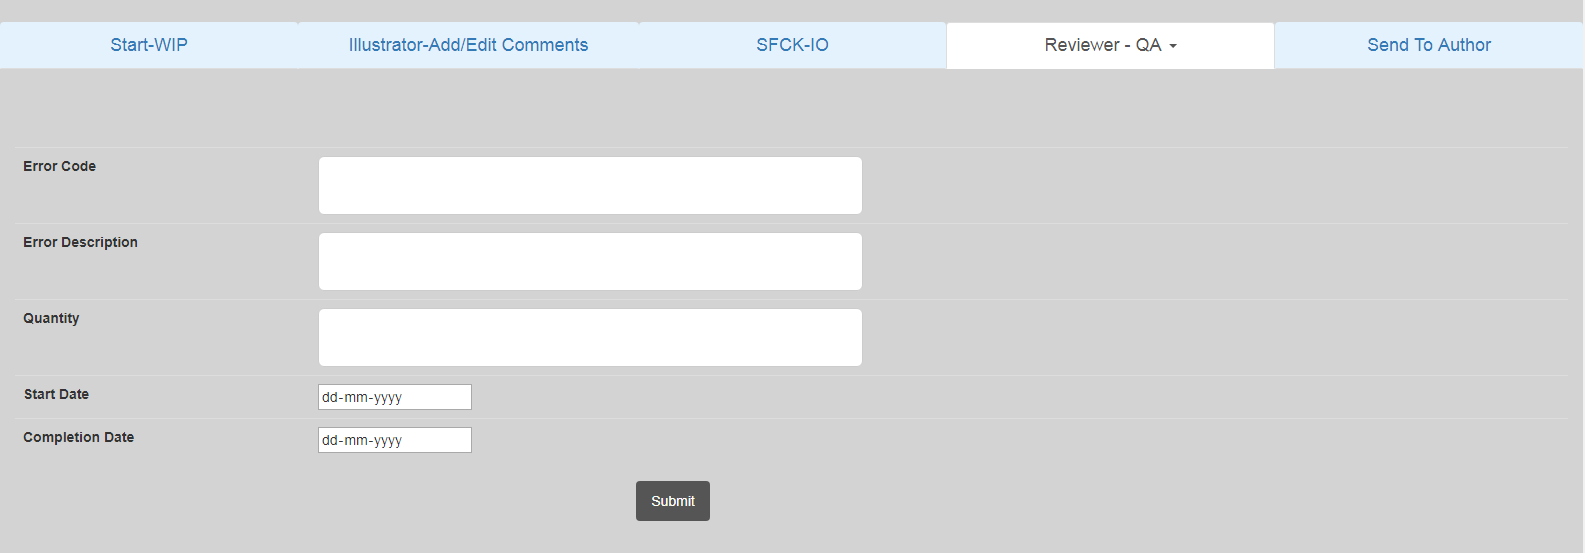 Start-WIP Illustrator-Add/Edit Comments SFCK-IO Reviewer - QA Send To Author
Error Code
Error Description
Quantity
Start Date dd-mm-yyyy
Completion Date dd-mm-yyyy
Submit